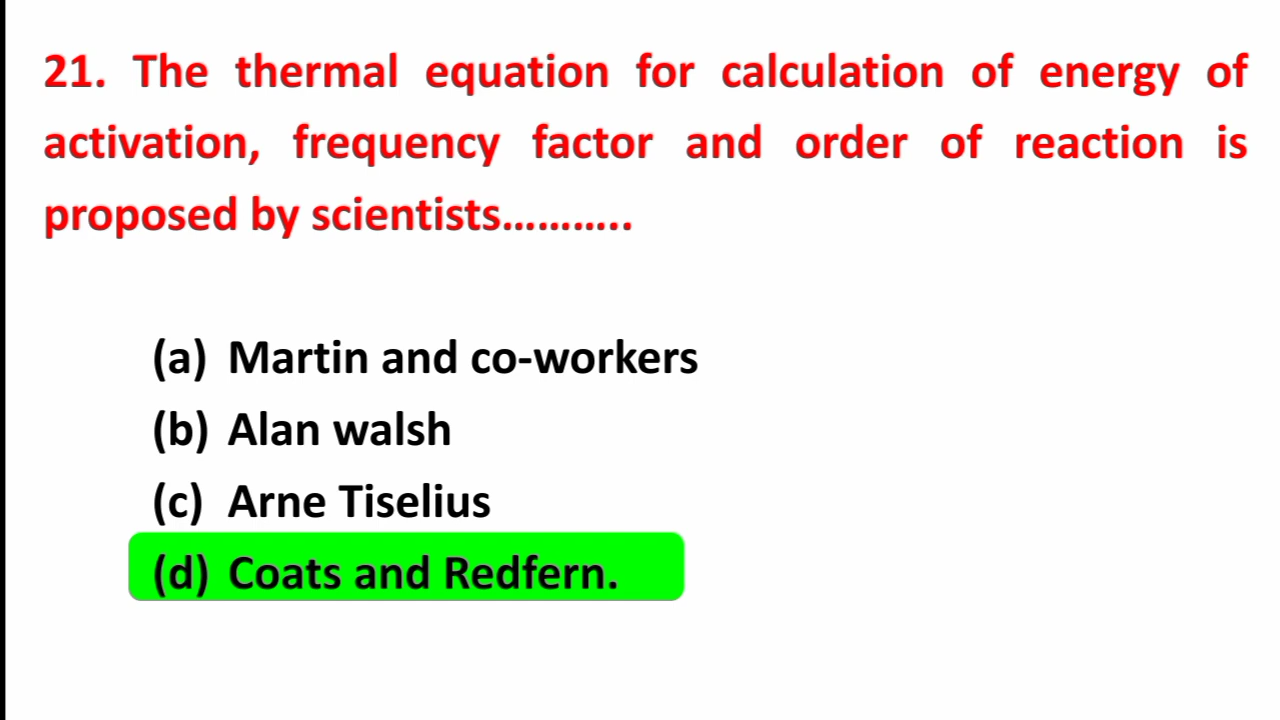 21. The thermal equation for calculation of energy of
activation, frequency factor and order of reaction is
proposed by scientists………..
(a) Martin and co-workers
(b) Alan walsh
(c) Arne Tiselius
(d) Coats and Redfern.